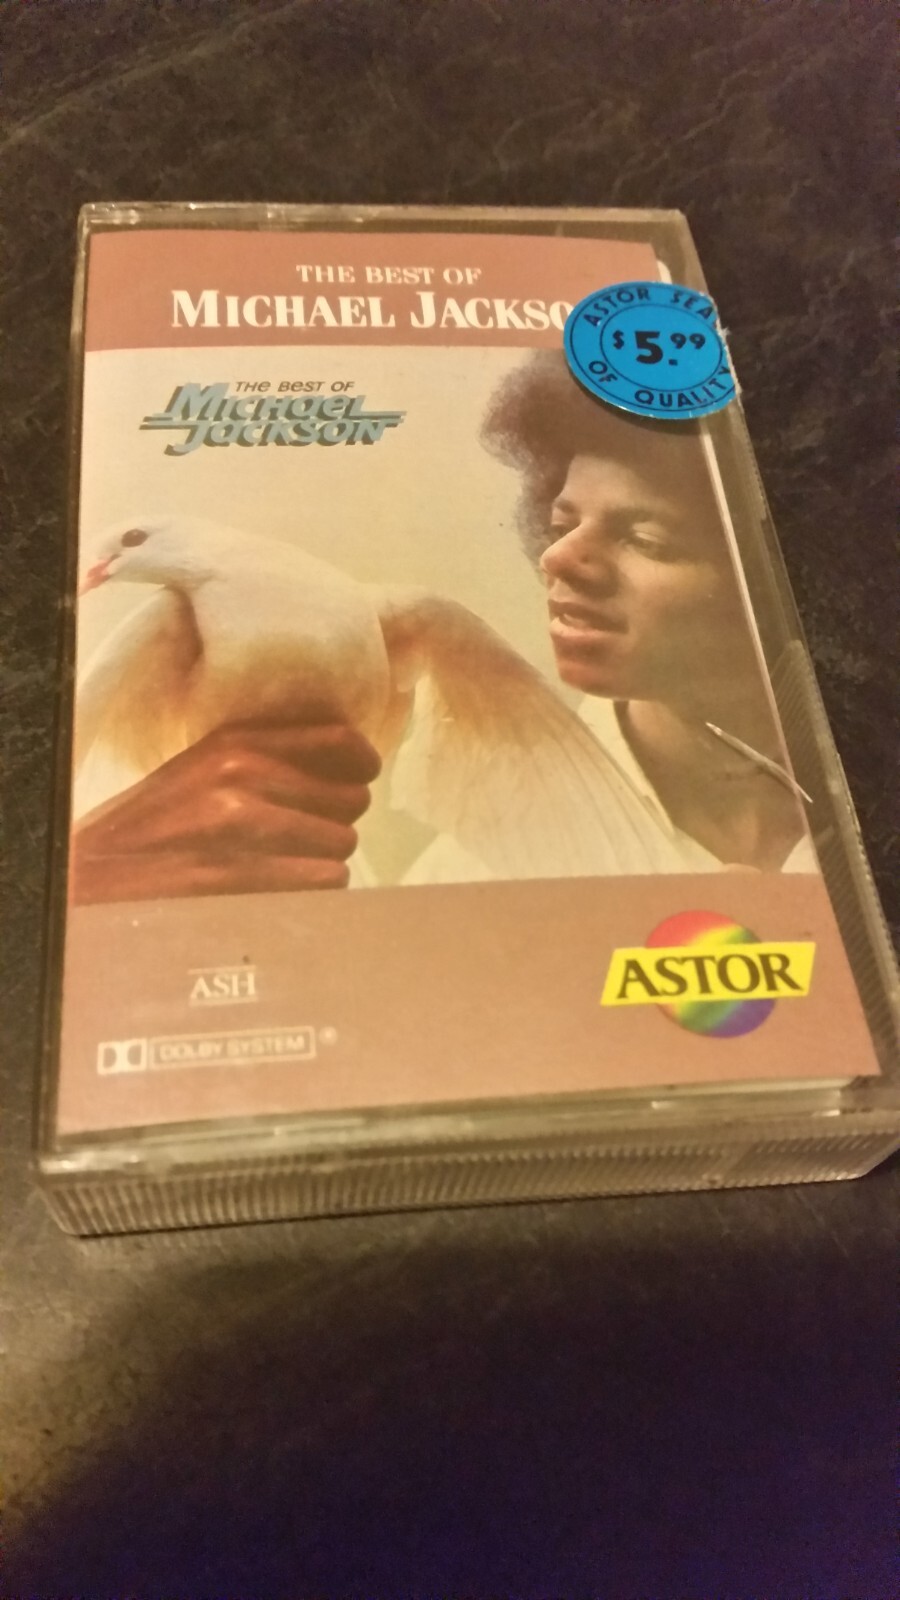 THE BEST OF
MICHAEL JACKSO
ASTOR SEA
$5.99
OF QUALITY
THE BEST OF
MICHAEL
JACKSON
ASH
ASTOR
DOLBY SYSTEM ®